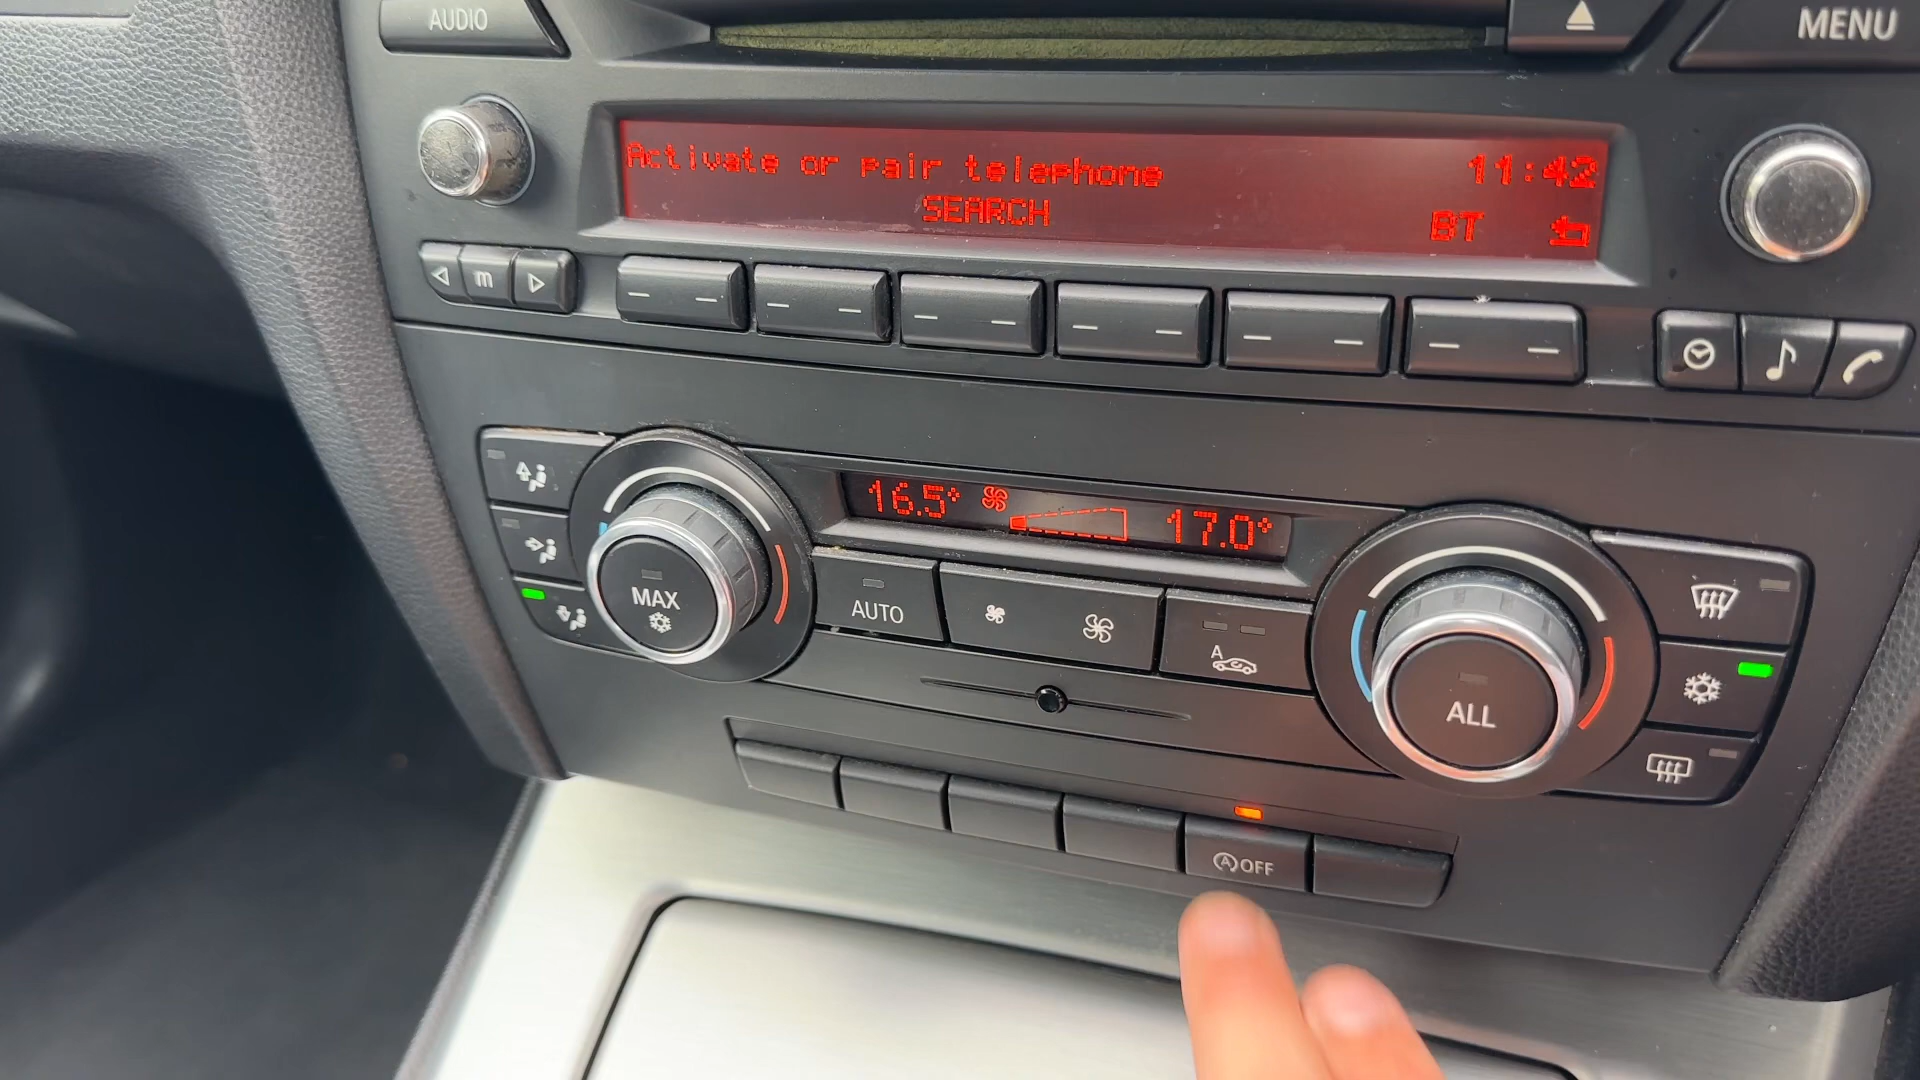 AUDIO
MENU
Activate or pair telephone 11:42
SEARCH BT
m
16.5° 17.0°
MAX
AUTO
A
ALL
A OFF